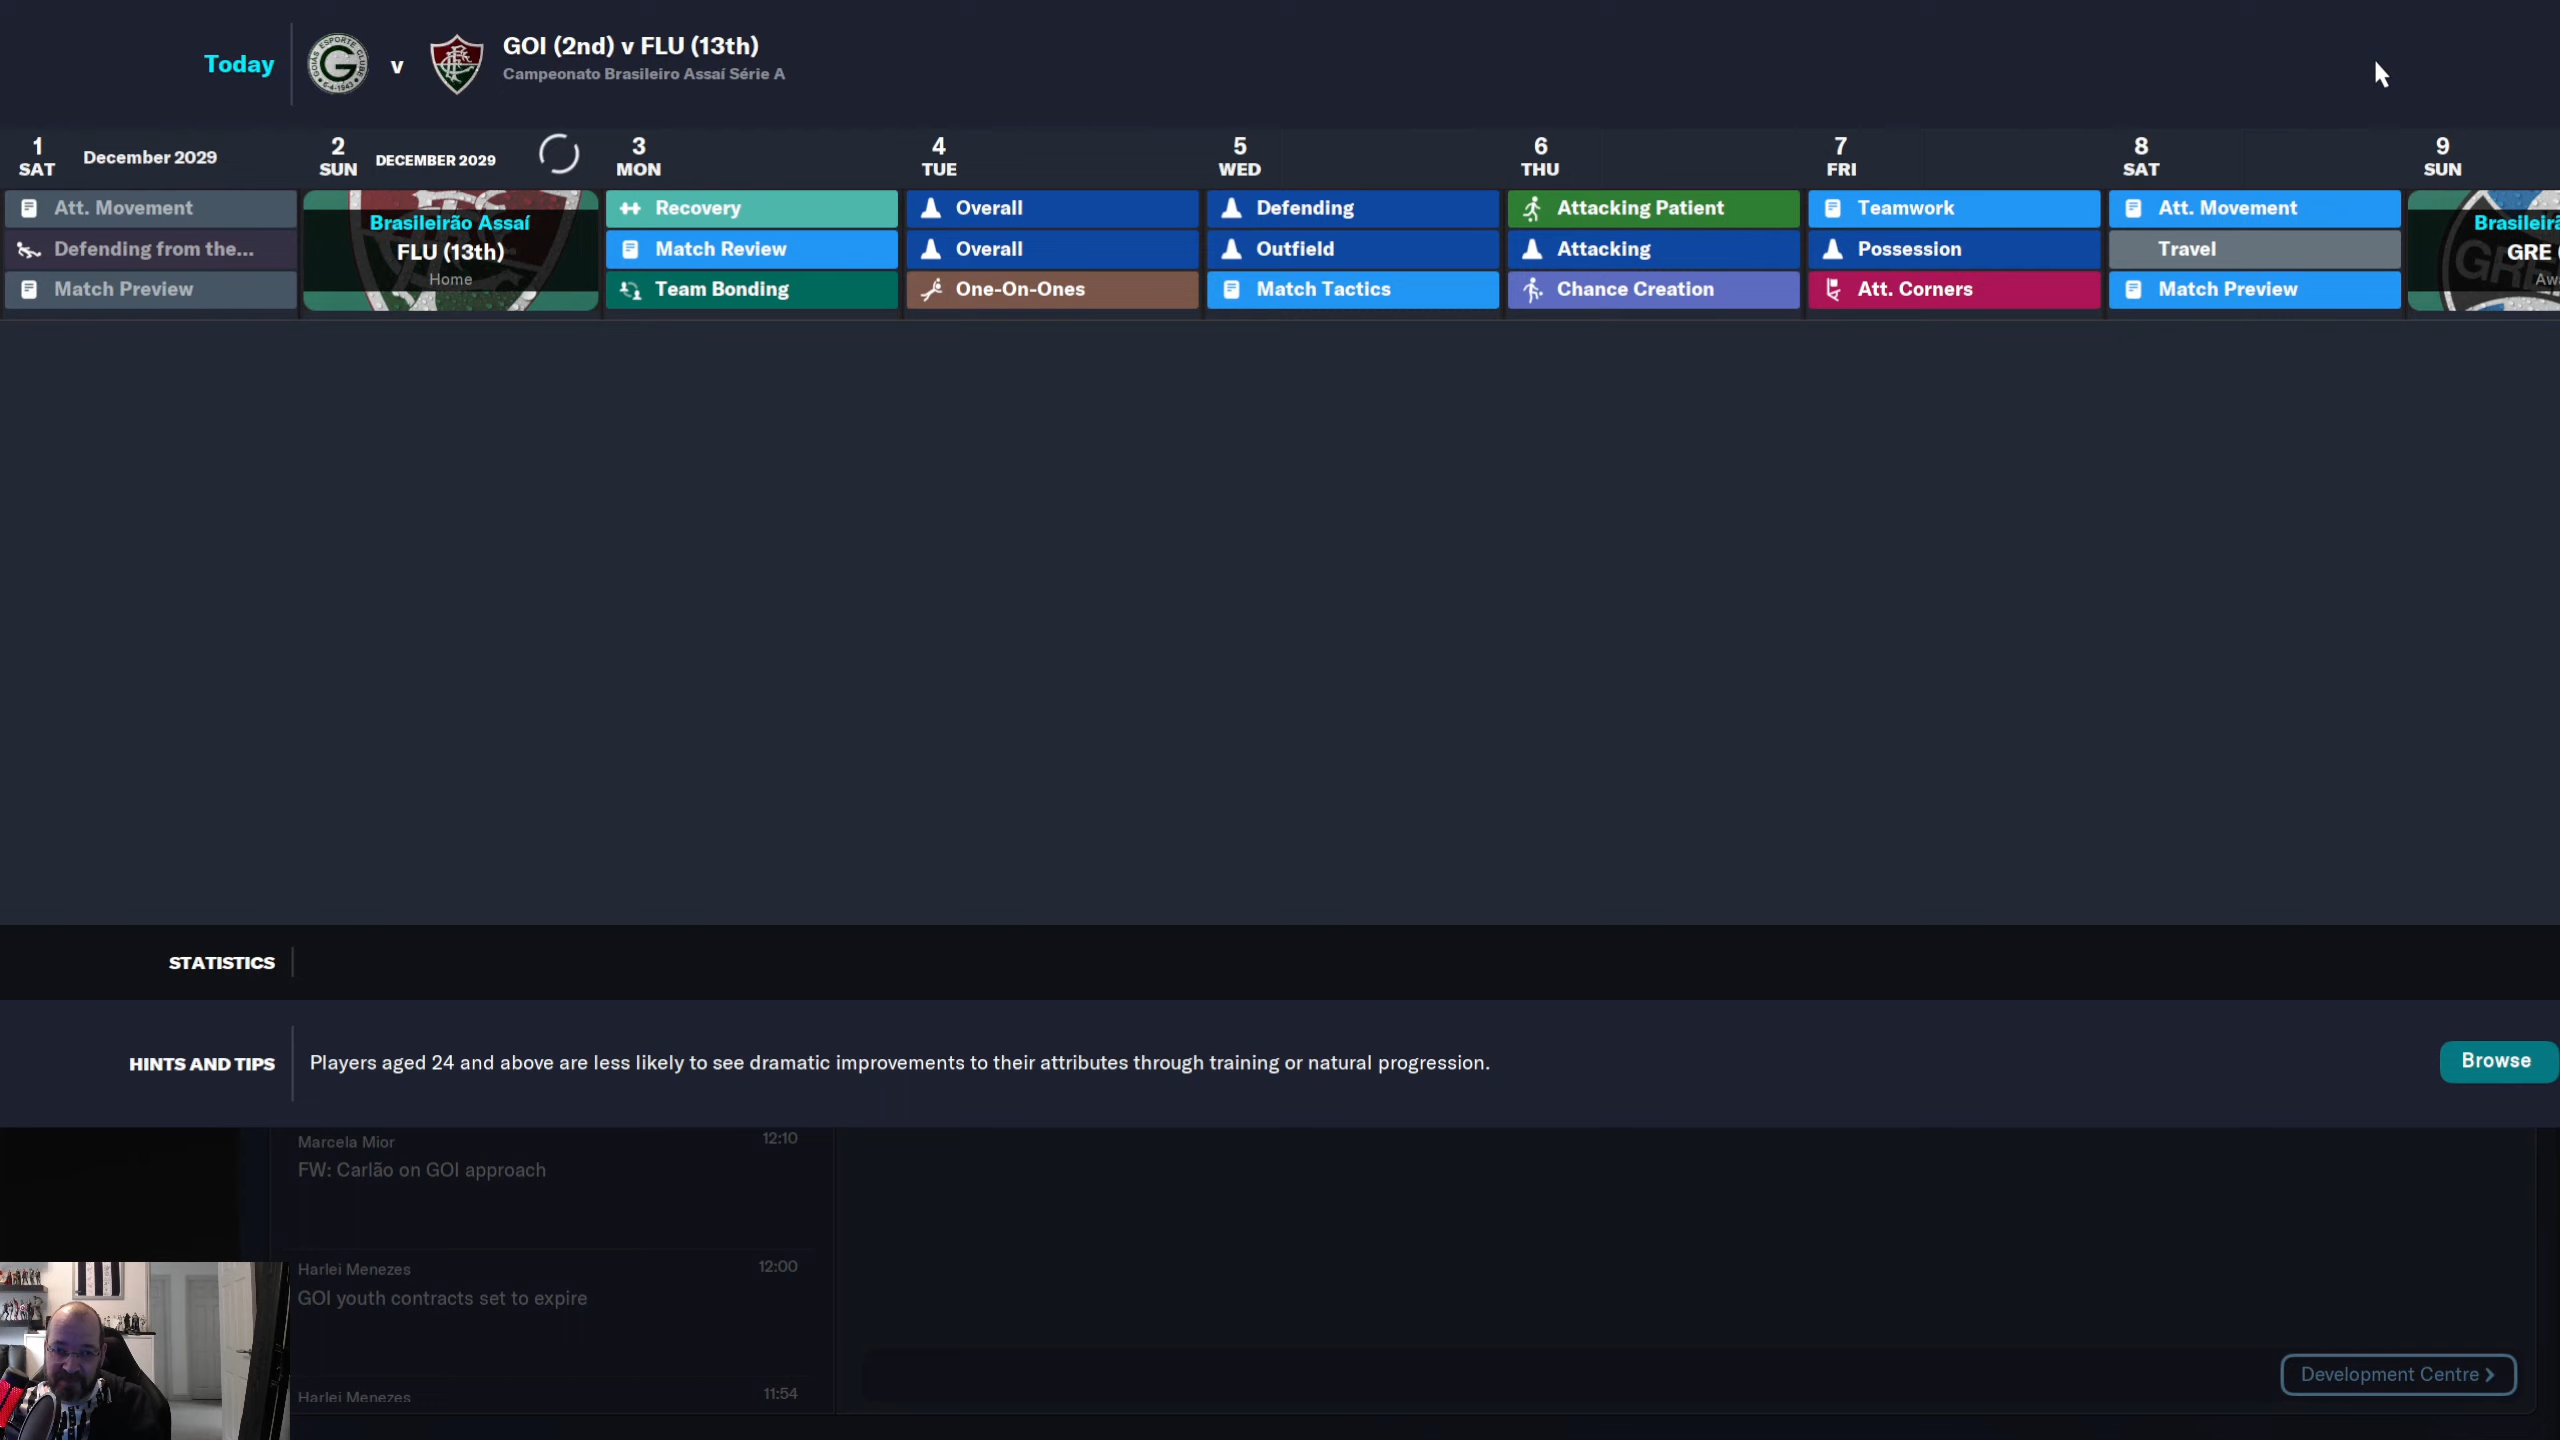 Today
v
GOI (2nd) v FLU (13th)
Campeonato Brasileiro Assaí Série A
1
SAT
December 2029
2
SUN
DECEMBER 2029
3
MON
4
TUE
5
WED
6
THU
7
FRI
8
SAT
9
SUN
Att. Movement
Defending from the...
Match Preview
Brasileirão Assaí
FLU (13th)
Home
Recovery
Match Review
Team Bonding
Overall
Overall
One-On-Ones
Defending
Outfield
Match Tactics
Attacking Patient
Attacking
Chance Creation
Teamwork
Possession
Att. Corners
Att. Movement
Travel
Match Preview
GRE
STATISTICS
HINTS AND TIPS
Players aged 24 and above are less likely to see dramatic improvements to their attributes through training or natural progression.
Browse
Marcela Mior
12:10
FW: Carlão on GOI approach
Harlei Menezes
12:00
GOI youth contracts set to expire
Harlei Menezes
11:54
Development Centre